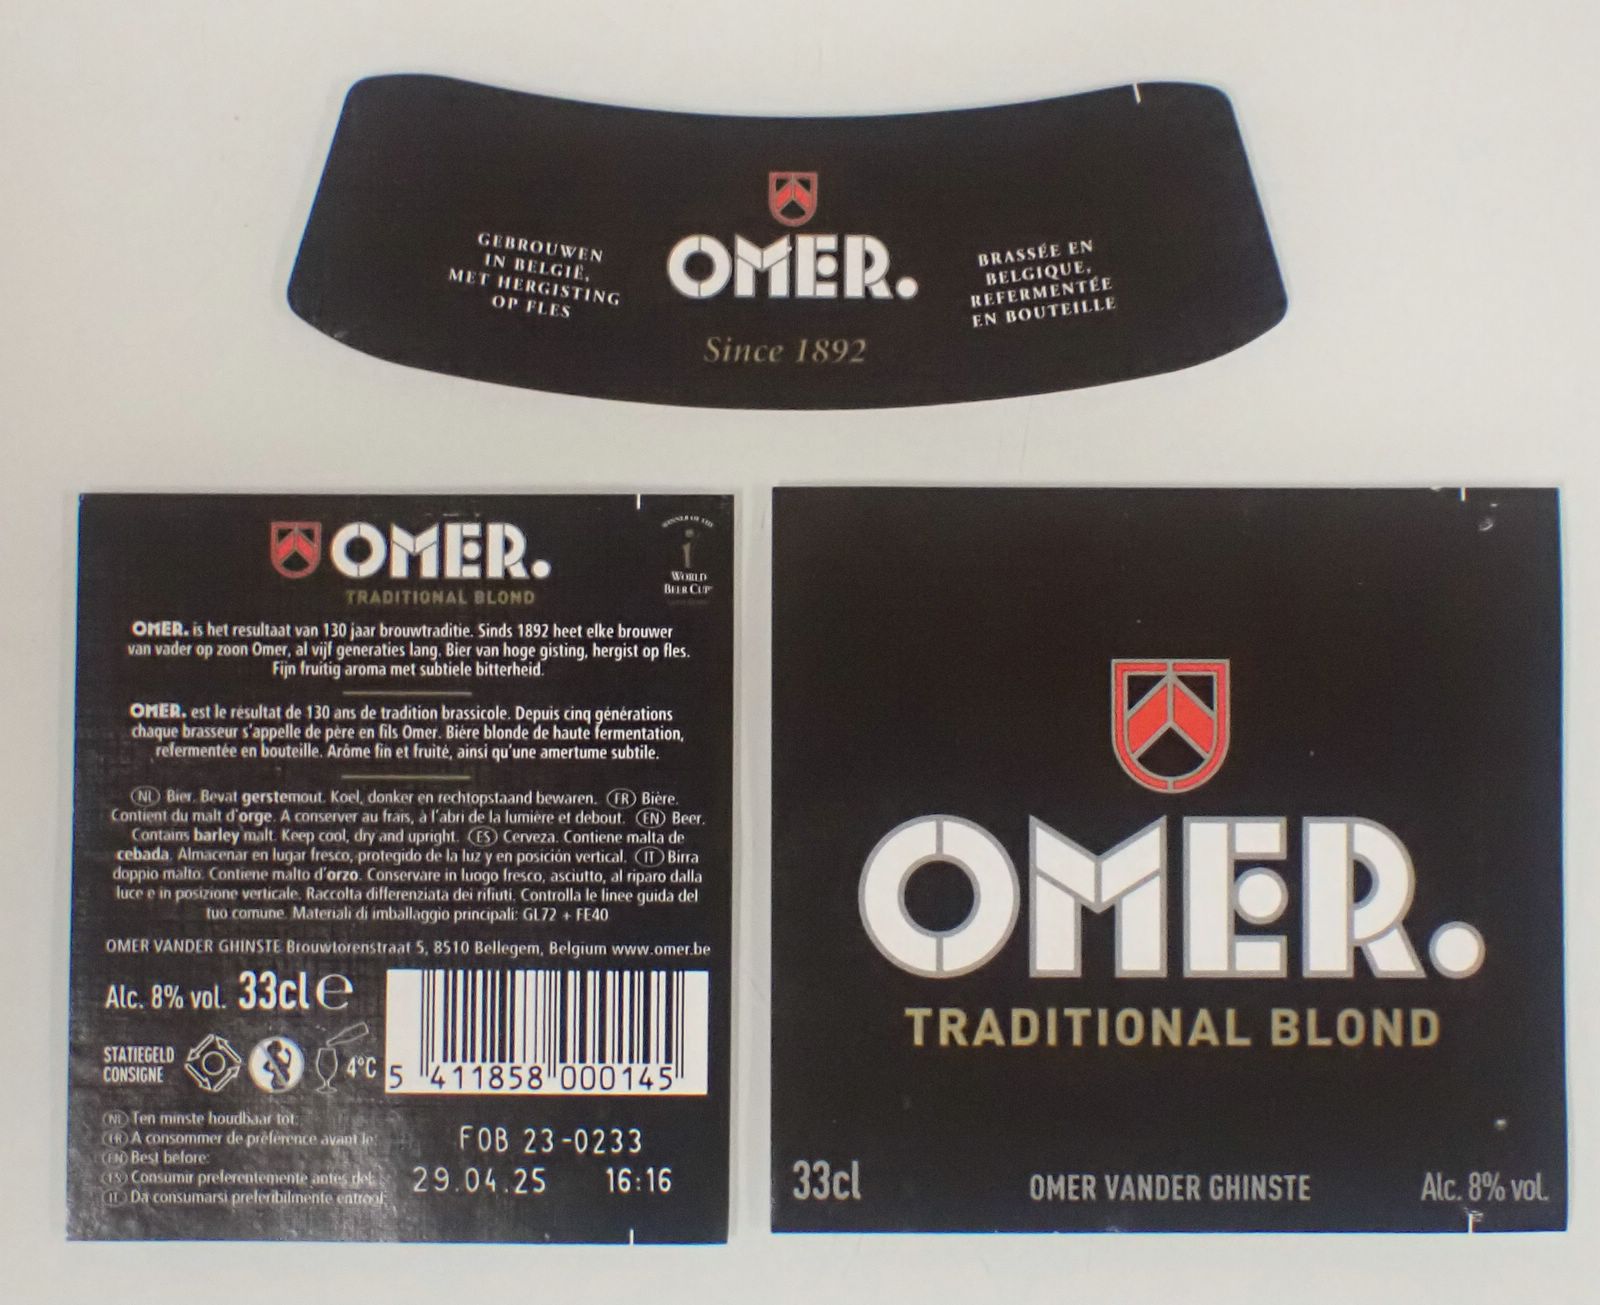 GEBROUWEN
IN BELGIË,
MET HERGISTING
OP FLES
OMER.
Since 1892
BRASSÉE EN
BELGIQUE,
REFERMENTÉE
EN BOUTEILLE
OMER.
TRADITIONAL BLOND
WINNER OF THE
WORLD
BEER CUP
OMER. is het resultaat van 130 jaar brouwtraditie. Sinds 1892 heet elke brouwer
van vader op zoon Omer, al vijf generaties lang. Bier van hoge gisting, hergist op fles.
Fijn fruitig aroma met subtiele bitterheid.
OMER. est le résultat de 130 ans de tradition brassicole. Depuis cinq générations
chaque brasseur s'appelle de père en fils Omer. Bière blonde de haute fermentation,
refermentée en bouteille. Arôme fin et fruité, ainsi qu'une amertume subtile.
NL Bier. Bevat gerstemout. Koel, donker en rechtopstaand bewaren. FR Bière.
Contient du malt d'orge. A conserver au frais, à l'abri de la lumière et debout. EN Beer.
Contains barley malt. Keep cool, dry and upright. ES Cerveza. Contiene malta de
cebada. Almacenar en lugar fresco, protegido de la luz y en posición vertical. IT Birra
doppio malto. Contiene malto d'orzo. Conservare in luogo fresco, asciutto, al riparo dalla
luce e in posizione verticale. Raccolta differenziata dei rifiuti. Controlla le linee guida del
tuo comune. Materiali di imballaggio principali: GL72 + FE40
OMER VANDER GHINSTE Brouwtorenstraat 5, 8510 Bellegem, Belgium www.omer.be
Alc. 8% vol. 33cl e
STATIEGELD
CONSIGNE
4°C
5 411858 000145
NL Ten minste houdbaar tot:
FR A consommer de préférence avant le:
EN Best before:
ES Consumir preferentemente antes del:
IT Da consumarsi preferibilmente entro:
FOB 23-0233
29.04.25 16:16
OMER.
TRADITIONAL BLOND
33cl
OMER VANDER GHINSTE
Alc. 8% vol.